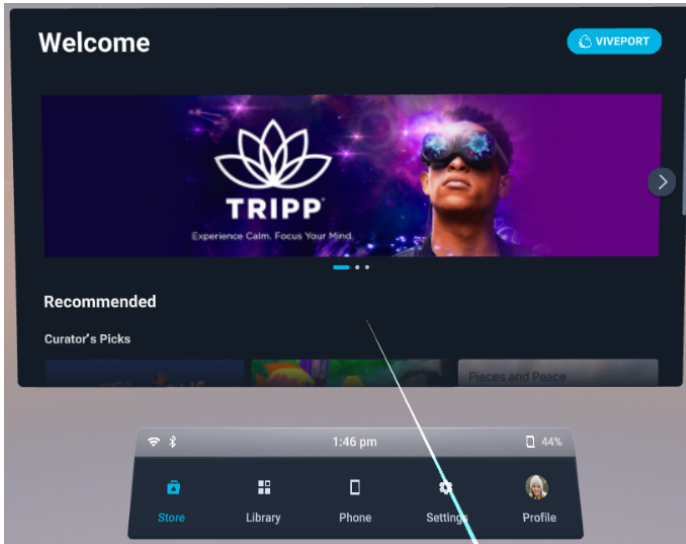 Welcome
VIVEPORT
TRIPP
Experience Calm. Focus Your Mind.
Recommended
Curator's Picks
Pieces and Peace
1:46 pm
44%
Store
Library
Phone
Settings
Profile